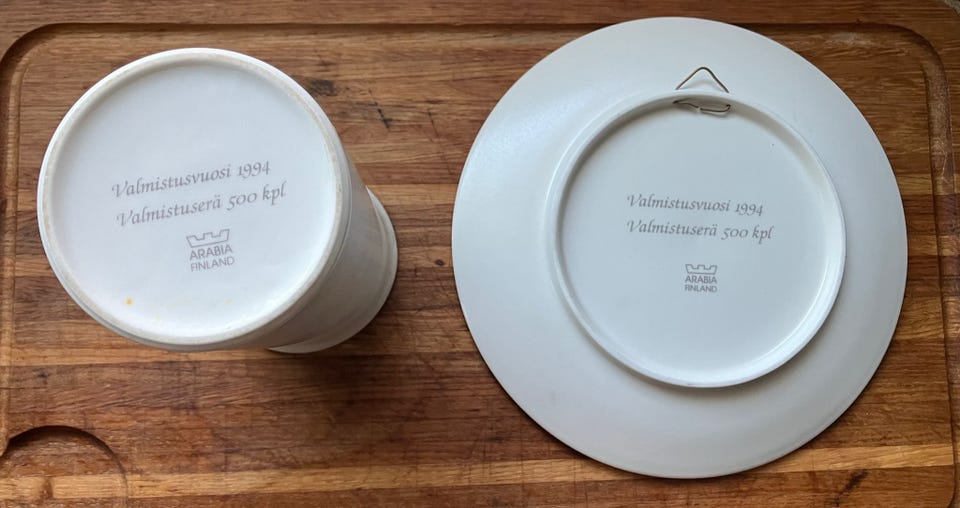 Valmistusvuosi 1994
Valmistuserä 500 kpl
ARABIA
FINLAND
Valmistusvuosi 1994
Valmistuserä 500 kpl
ARABIA
FINLAND